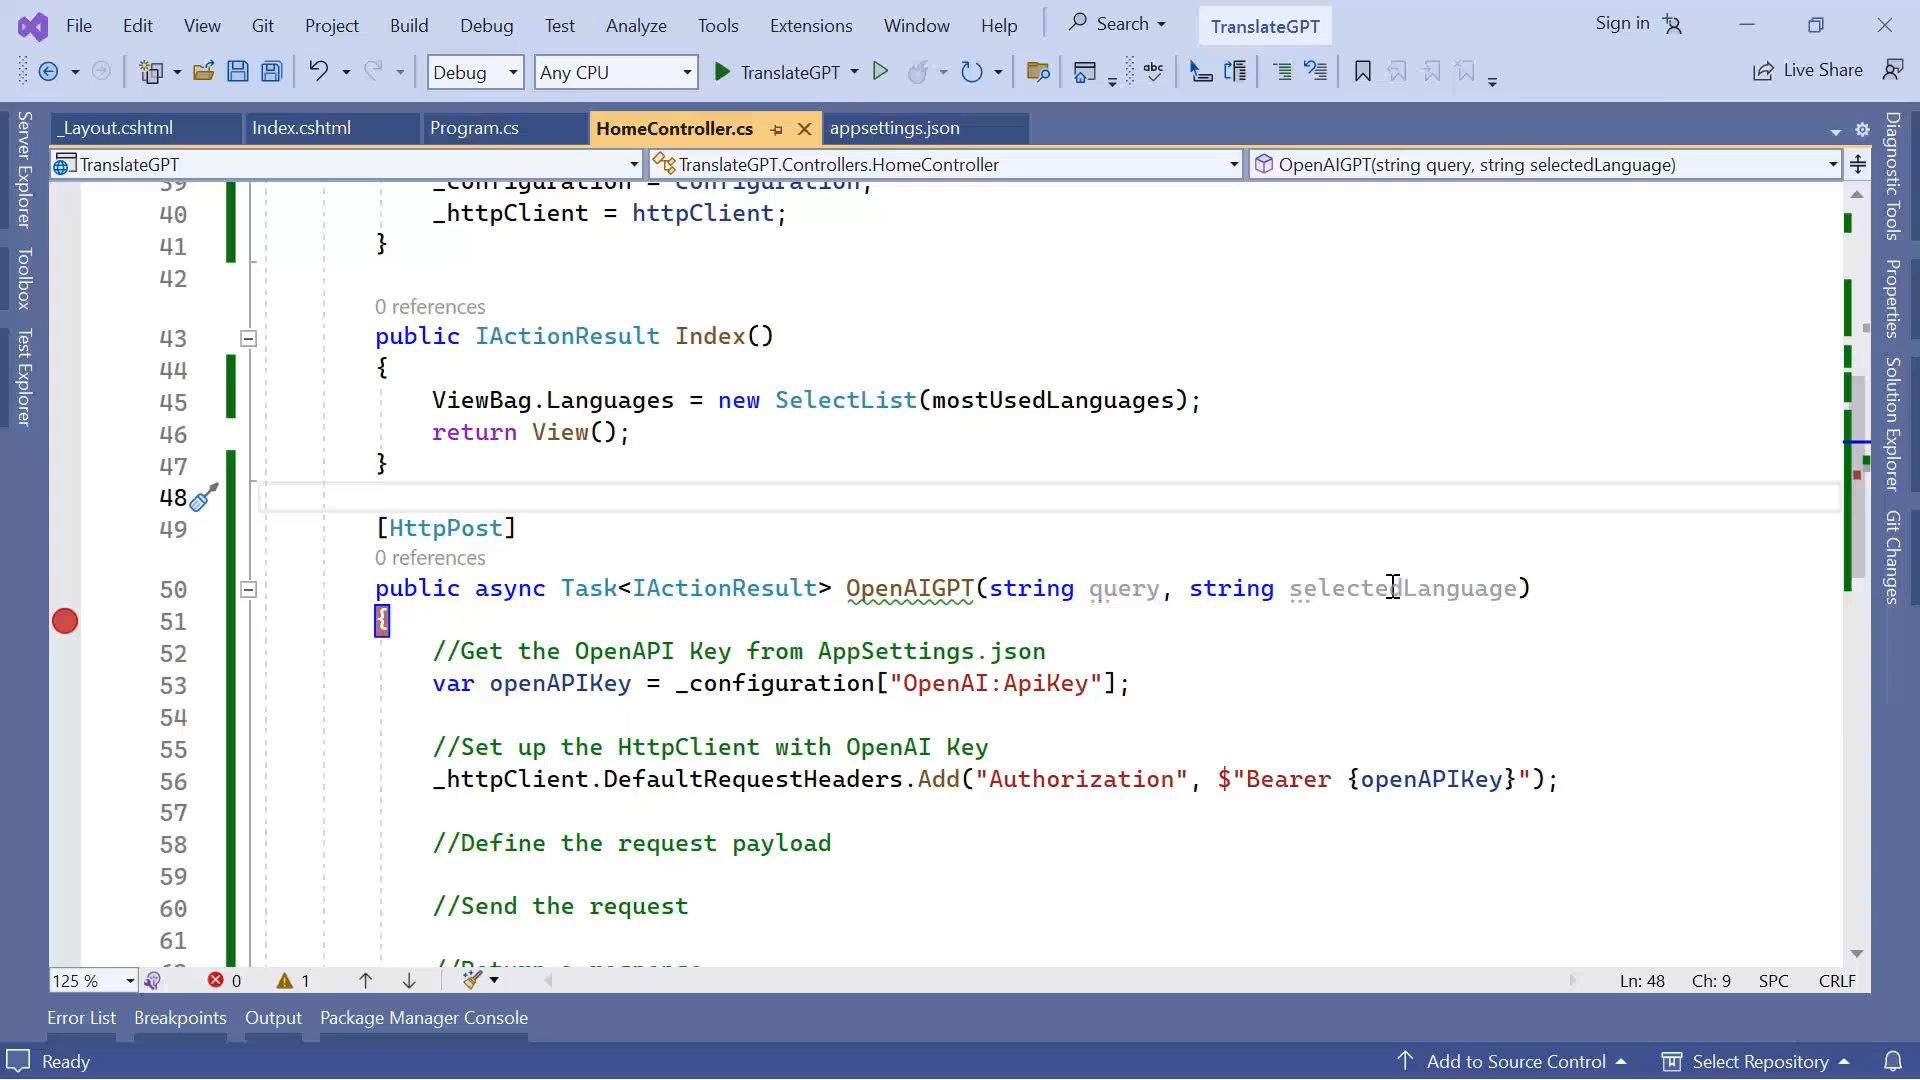 File Edit View Git Project Build Debug Test Analyze Tools Extensions Window Help Search TranslateGPT Sign in
Debug Any CPU TranslateGPT Live Share
_Layout.cshtml Index.cshtml Program.cs HomeController.cs appsettings.json
TranslateGPT TranslateGPT.Controllers.HomeController OpenAIGPT(string query, string selectedLanguage)
Server Explorer
Toolbox
Test Explorer
39 _configuration = configuration;
40 _httpClient = httpClient;
41 }
42
0 references
43 public IActionResult Index()
44 {
45 ViewBag.Languages = new SelectList(mostUsedLanguages);
46 return View();
47 }
48
49 [HttpPost]
0 references
50 public async Task<IActionResult> OpenAIGPT(string query, string selectedLanguage)
51 {
52 //Get the OpenAPI Key from AppSettings.json
53 var openAPIKey = _configuration["OpenAI:ApiKey"];
54
55 //Set up the HttpClient with OpenAI Key
56 _httpClient.DefaultRequestHeaders.Add("Authorization", $"Bearer {openAPIKey}");
57
58 //Define the request payload
59
60 //Send the request
61
Diagnostic Tools
Properties
Solution Explorer
Git Changes
125 % 0 1 Ln: 48 Ch: 9 SPC CRLF
Error List Breakpoints Output Package Manager Console
Ready Add to Source Control Select Repository